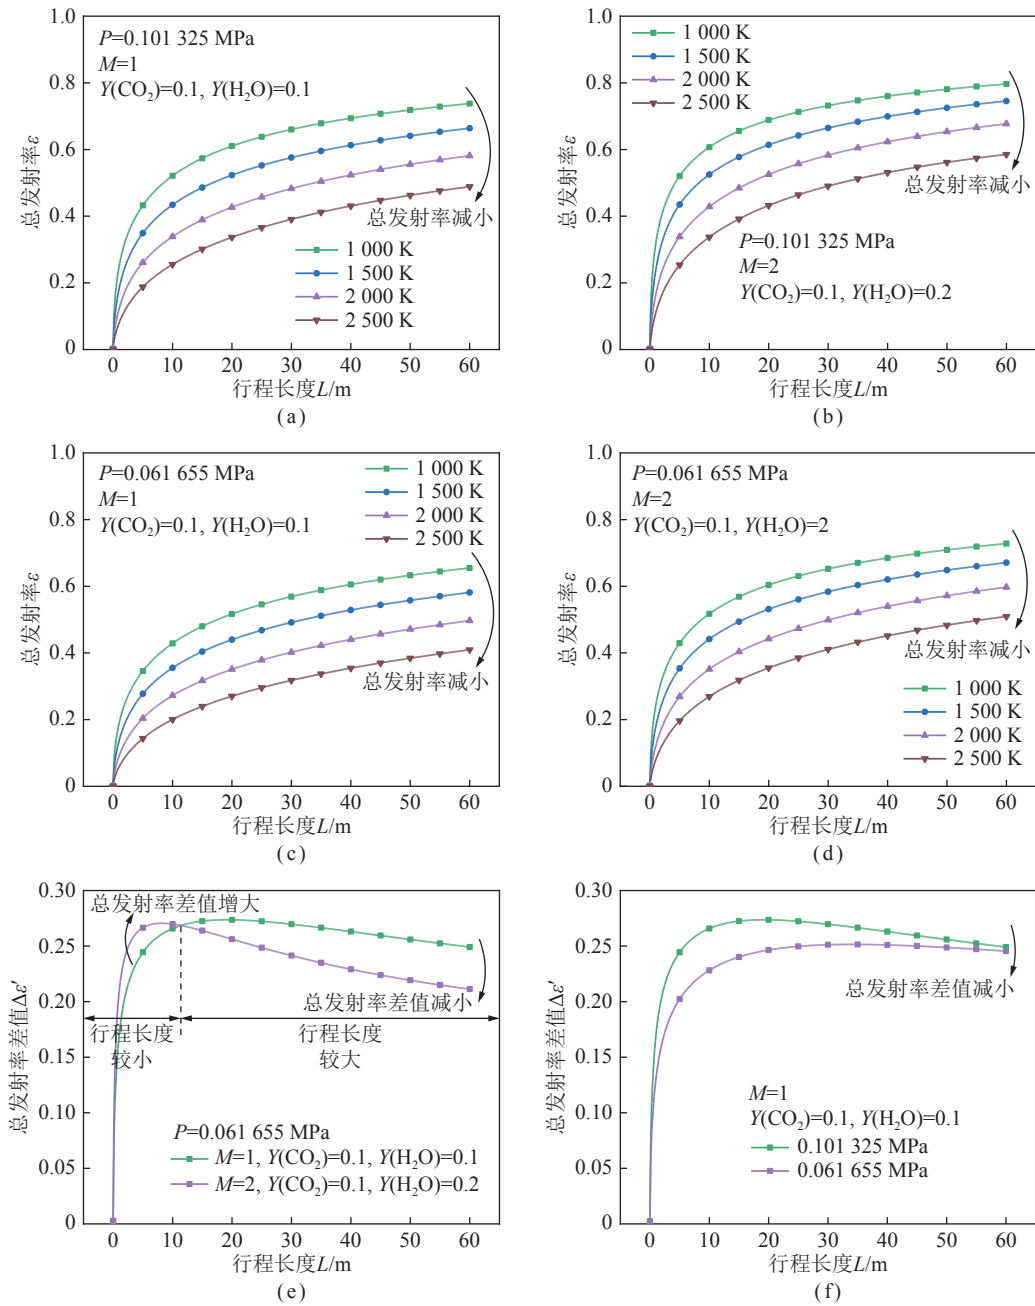 1.0
0.8
0.6
0.4
0.2
0
总发射率ε
P=0.101 325 MPa
M=1
Y(CO₂)=0.1, Y(H₂O)=0.1
总发射率减小
1 000 K
1 500 K
2 000 K
2 500 K
0 10 20 30 40 50 60
行程长度L/m
(a)
1.0
0.8
0.6
0.4
0.2
0
总发射率ε
1 000 K
1 500 K
2 000 K
2 500 K
总发射率减小
P=0.101 325 MPa
M=2
Y(CO₂)=0.1, Y(H₂O)=0.2
0 10 20 30 40 50 60
行程长度L/m
(b)
1.0
0.8
0.6
0.4
0.2
0
总发射率ε
P=0.061 655 MPa
M=1
Y(CO₂)=0.1, Y(H₂O)=0.1
1 000 K
1 500 K
2 000 K
2 500 K
总发射率减小
0 10 20 30 40 50 60
行程长度L/m
(c)
1.0
0.8
0.6
0.4
0.2
0
总发射率ε
P=0.061 655 MPa
M=2
Y(CO₂)=0.1, Y(H₂O)=2
总发射率减小
1 000 K
1 500 K
2 000 K
2 500 K
0 10 20 30 40 50 60
行程长度L/m
(d)
0.30
0.25
0.20
0.15
0.10
0.05
0
总发射率差值Δε′
总发射率差值增大
总发射率差值减小
行程长度
较小
行程长度
较大
P=0.061 655 MPa
M=1, Y(CO₂)=0.1, Y(H₂O)=0.1
M=2, Y(CO₂)=0.1, Y(H₂O)=0.2
0 10 20 30 40 50 60
行程长度L/m
(e)
0.30
0.25
0.20
0.15
0.10
0.05
0
总发射率差值Δε′
总发射率差值减小
M=1
Y(CO₂)=0.1, Y(H₂O)=0.1
0.101 325 MPa
0.061 655 MPa
0 10 20 30 40 50 60
行程长度L/m
(f)